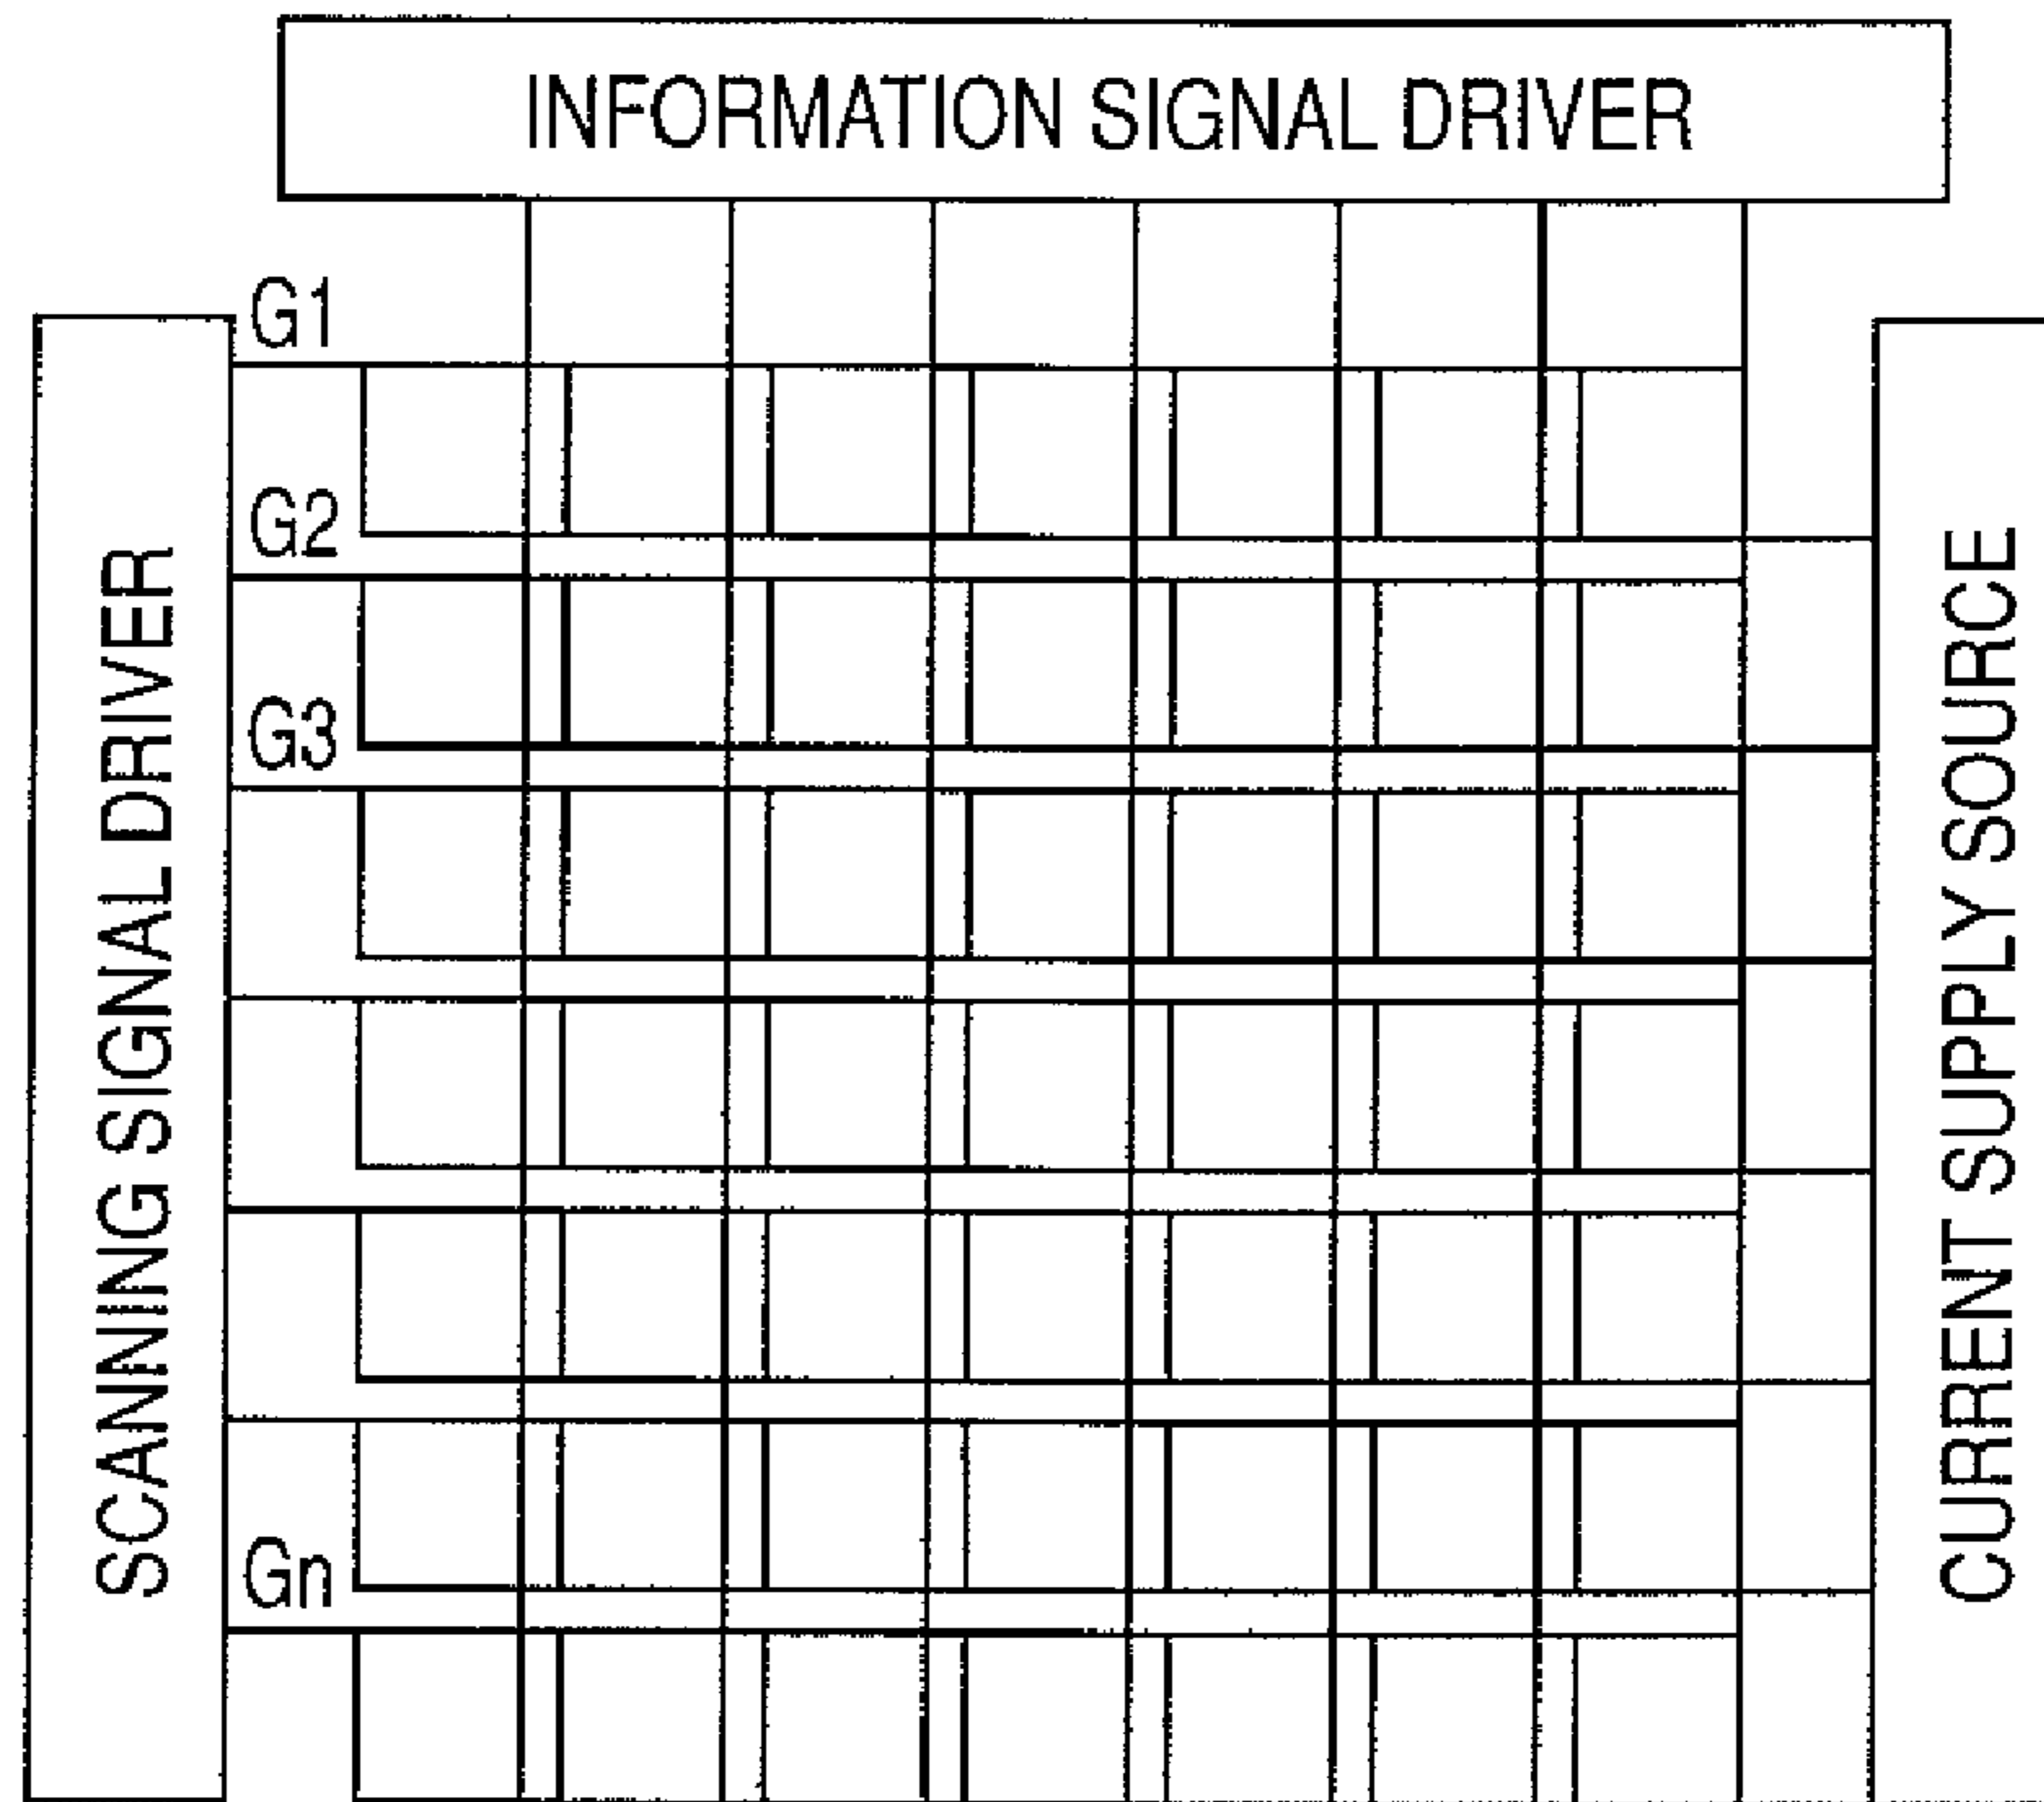 INFORMATION SIGNAL DRIVER
G1
G2
G3
Gn
SCANNING SIGNAL DRIVER
CURRENT SUPPLY SOURCE